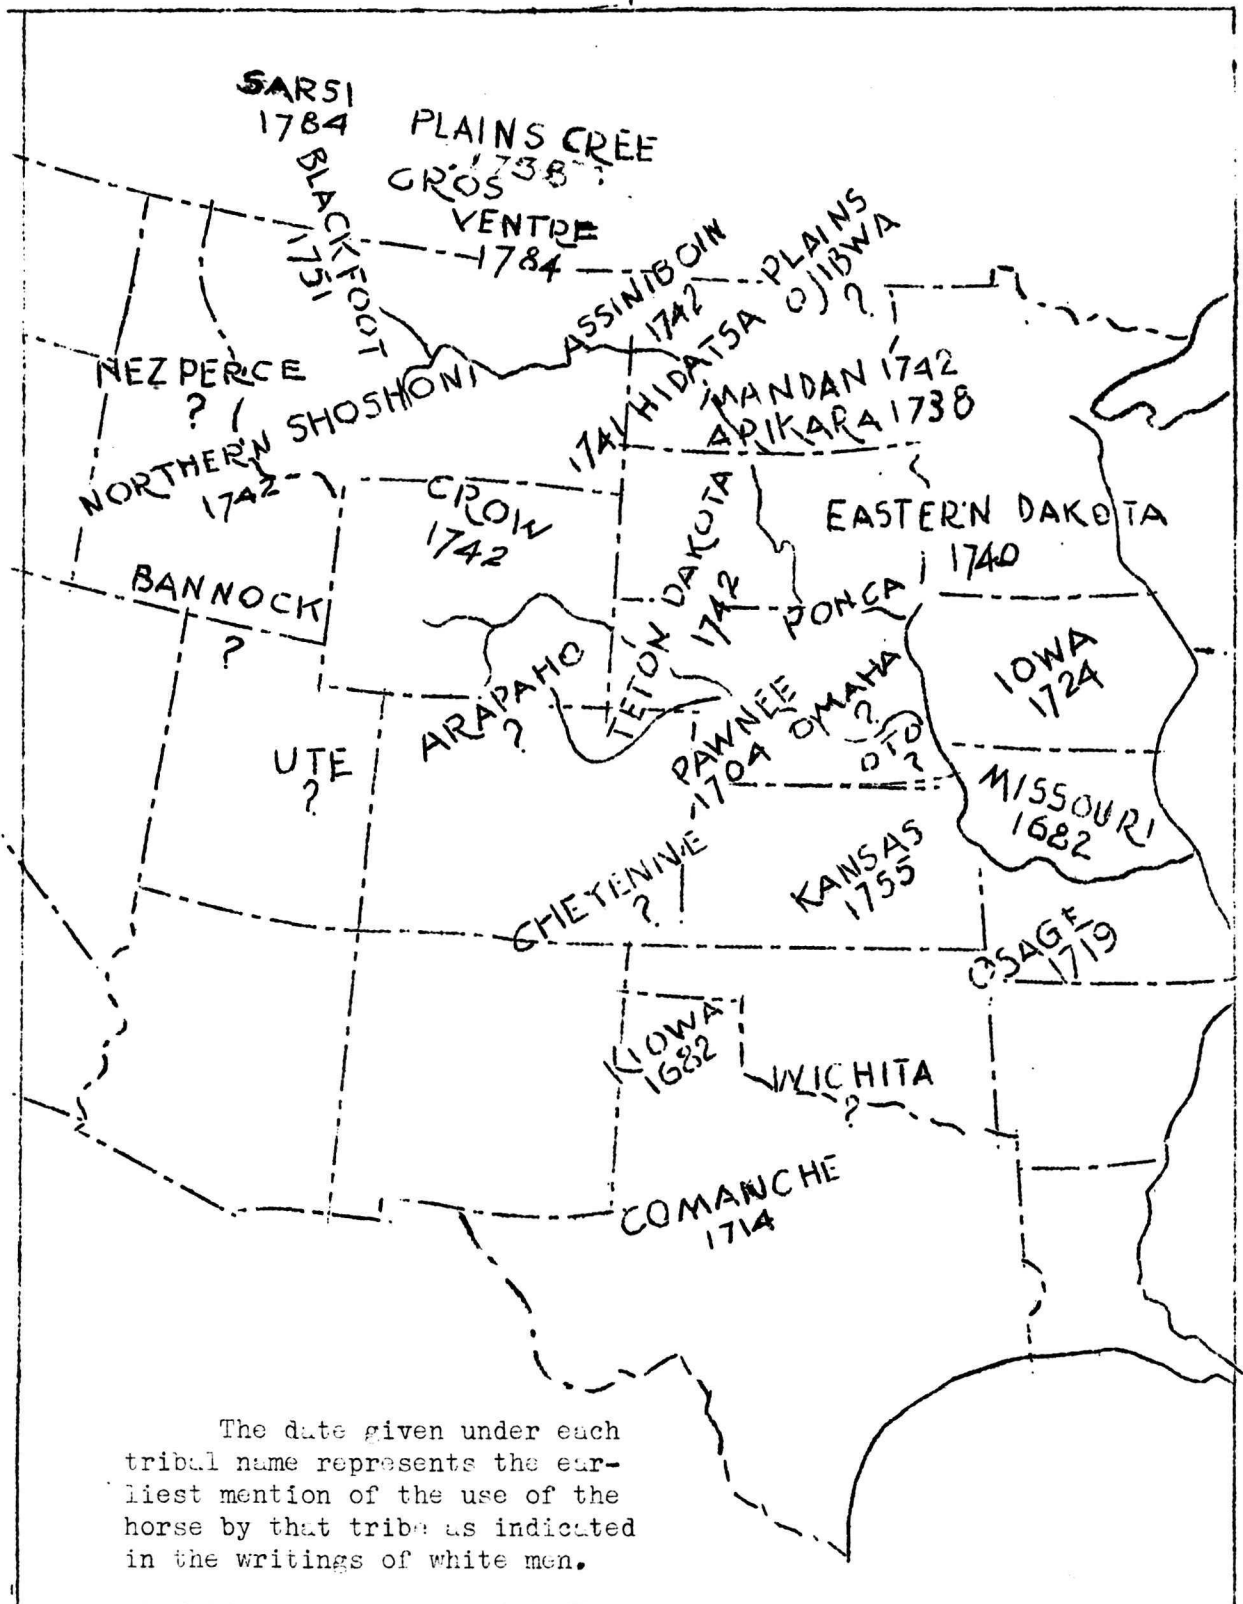 SARSI
1784
PLAINS CREE
1738
GROS
VENTRE
1784
BLACKFOOT
1751
ASSINIBOIN
1742
PLAINS
OJIBWA
?
HIDATSA
1741
MANDAN 1742
ARIKARA 1738
NEZ PERCE
?
NORTHERN SHOSHONI
1742
CROW
1742
TETON DAKOTA
1742
EASTERN DAKOTA
1740
BANNOCK
?
PONCA
IOWA
1724
ARAPAHO
?
OMAHA
?
PAWNEE
1704
OTO
?
UTE
?
MISSOURI
1682
CHEYENNE
?
KANSAS
1755
OSAGE
1719
KIOWA
1682
WICHITA
?
COMANCHE
1714
The date given under each
tribal name represents the ear-
liest mention of the use of the
horse by that tribe as indicated
in the writings of white men.